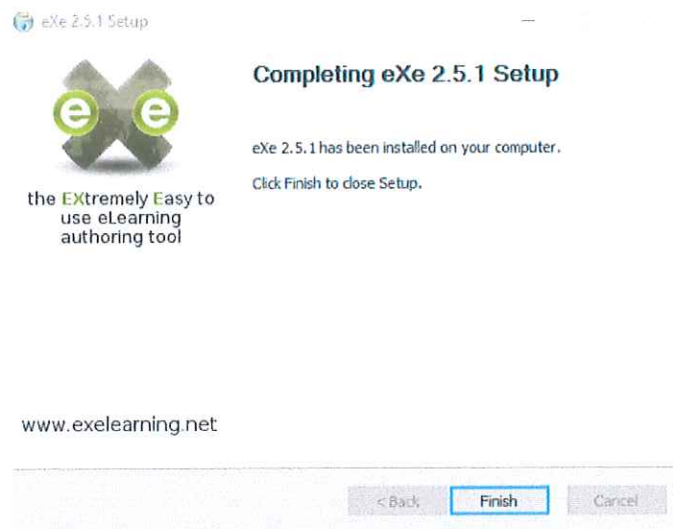 eXe 2.5.1 Setup
e e
Completing eXe 2.5.1 Setup
eXe 2.5.1 has been installed on your computer.
Click Finish to close Setup.
the EXtremely Easy to
use eLearning
authoring tool
www.exelearning.net
< Back
Finish
Cancel